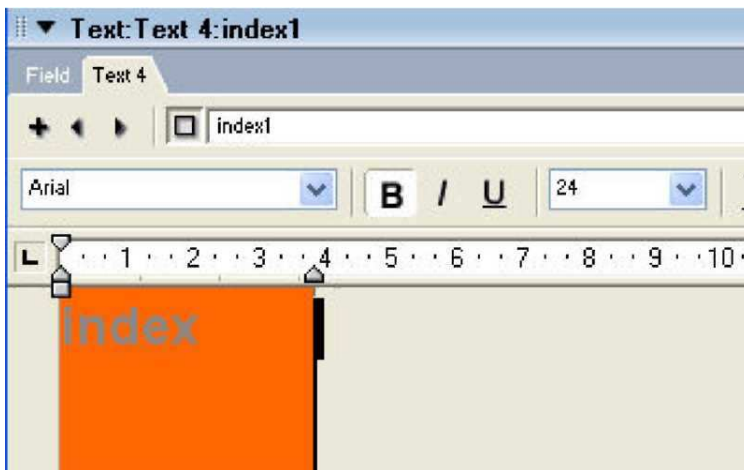 Text:Text 4:index1
Field Text 4
index1
Arial B I U 24
1 2 3 4 5 6 7 8 9 10
index